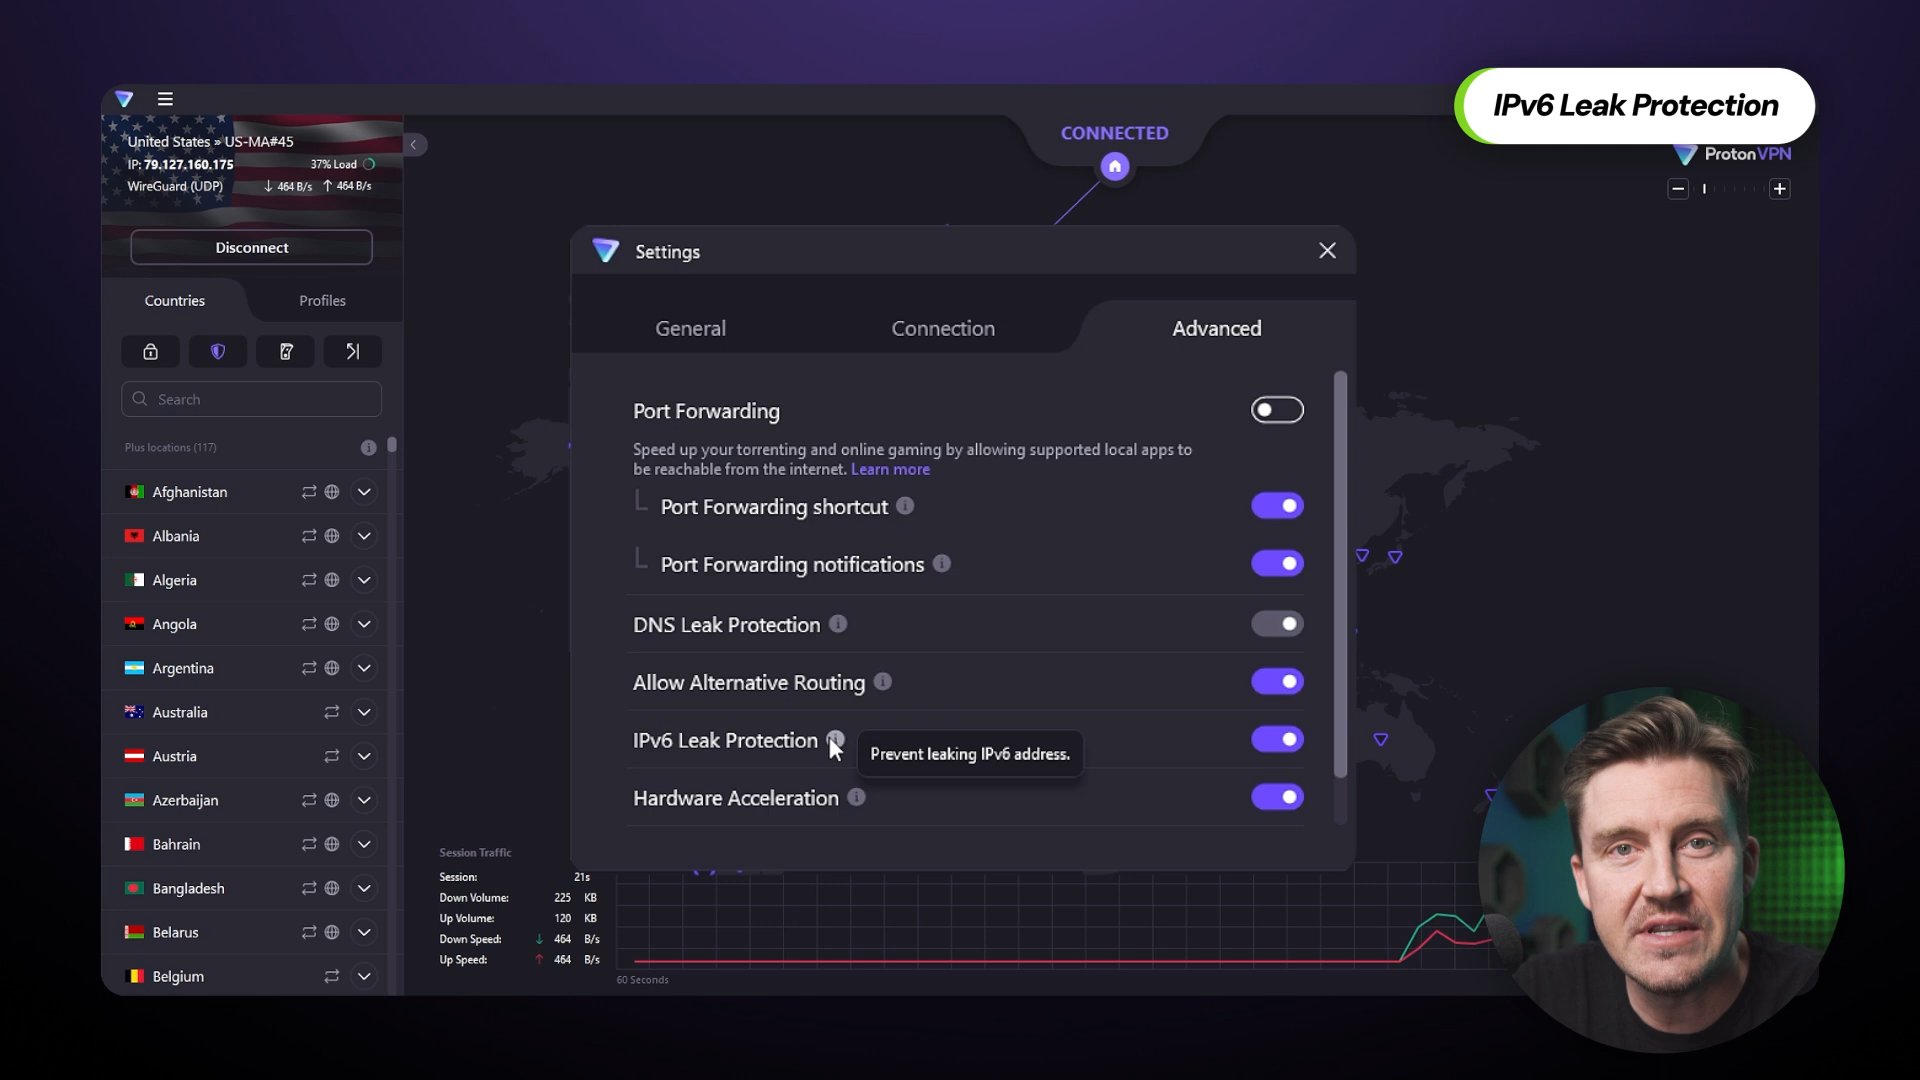 IPv6 Leak Protection
United States » US-MA#45
IP: 79.127.160.175
37% Load
WireGuard (UDP)
↓ 464 B/s ↑ 464 B/s
Disconnect
Countries
Profiles
Search
Plus locations (117)
Afghanistan
Albania
Algeria
Angola
Argentina
Australia
Austria
Azerbaijan
Bahrain
Bangladesh
Belarus
Belgium
CONNECTED
ProtonVPN
Settings
General
Connection
Advanced
Port Forwarding
Speed up your torrenting and online gaming by allowing supported local apps to
be reachable from the internet. Learn more
Port Forwarding shortcut
Port Forwarding notifications
DNS Leak Protection
Allow Alternative Routing
IPv6 Leak Protection
Prevent leaking IPv6 address.
Hardware Acceleration
Session Traffic
Session: 21s
Down Volume: 225 KB
Up Volume: 120 KB
Down Speed: ↓ 464 B/s
Up Speed: ↑ 464 B/s
60 Seconds